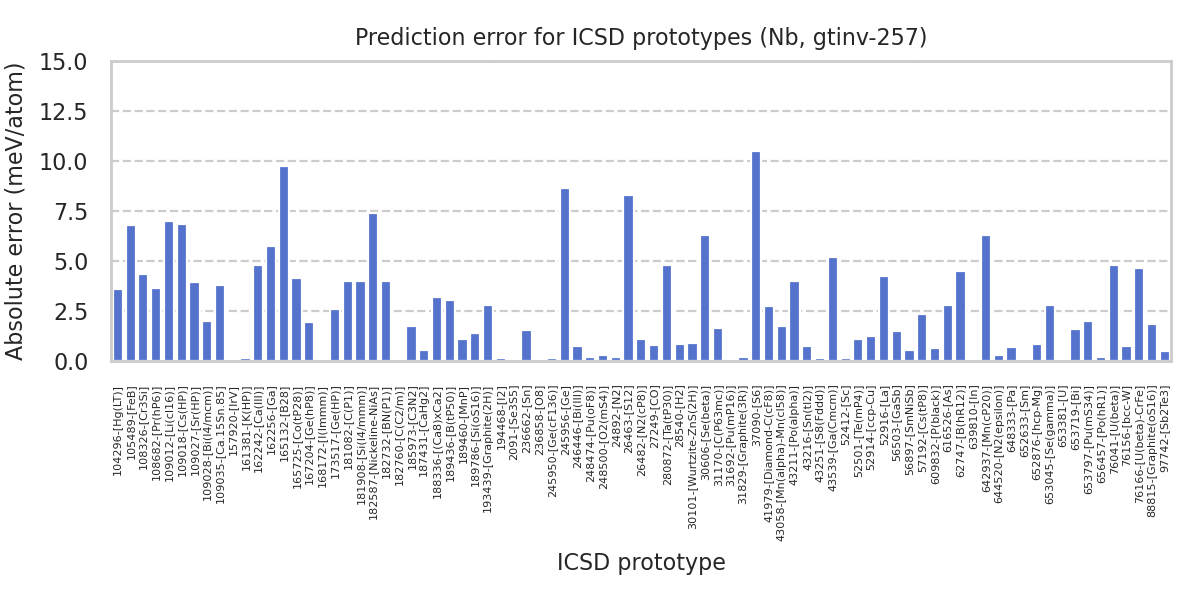 Prediction error for ICSD prototypes (Nb, gtinv-257)
Absolute error (meV/atom)
15.0
12.5
10.0
7.5
5.0
2.5
0.0
104296-[Hg(LT)]
105489-[FeB]
108326-[Cr3Si]
108682-[Pr(hP6)]
109012-[Li(cI16)]
109018-[Cs(HP)]
109027-[Sr(HP)]
109028-[Bi(I4/mcm)]
109035-[Ca.15Sn.85]
157920-[IrV]
161381-[K(HP)]
162242-[Ca(III)]
162256-[Ga]
165132-[B28]
165725-[Co(tP28)]
167204-[Ge(hP8)]
168172-[I(Immm)]
173517-[Ge(HP)]
181082-[C(P1)]
181908-[Si(I4/mmm)]
182587-[Nickeline-NiAs]
182732-[BN(P1)]
182760-[C(C2/m)]
185973-[C3N2]
187431-[CaHg2]
188336-[(Ca8)xCa2]
189436-[B(tP50)]
189460-[MnP]
189786-[Si(oS16)]
193439-[Graphite(2H)]
194468-[I2]
2091-[Se3S5]
236662-[Sn]
236858-[O8]
245950-[Ge(cF136)]
245956-[Ge]
246446-[Bi(III)]
248474-[Pu(oF8)]
248500-[O2(mS4)]
24892-[N2]
26463-[S12]
26482-[N2(cP8)]
27249-[CO]
280872-[Ta(tP30)]
28540-[H2]
30101-[Wurtzite-ZnS(2H)]
30606-[Se(beta)]
31170-[C(P63mc)]
31692-[Pu(mP16)]
31829-[Graphite(3R)]
37090-[S6]
41979-[Diamond-C(cF8)]
43058-[Mn(alpha)-Mn(cI58)]
43211-[Po(alpha)]
43216-[Sn(tI2)]
43251-[S8(Fddd)]
43539-[Ga(Cmcm)]
52412-[Sc]
52501-[Te(mP4)]
52914-[ccp-Cu]
52916-[La]
56503-[GaSb]
56897-[SmNiSb]
57192-[Cs(tP8)]
609832-[P(black)]
616526-[As]
62747-[B(hR12)]
639810-[In]
642937-[Mn(cP20)]
644520-[N2(epsilon)]
648333-[Pa]
652633-[Sm]
652876-[hcp-Mg]
653045-[Se(gamma)]
653381-[U]
653719-[Bi]
653797-[Pu(mS34)]
656457-[Po(hR1)]
76041-[U(beta)]
76156-[bcc-W]
76166-[U(beta)-CrFe]
88815-[Graphite(oS16)]
97742-[Sb2Te3]
ICSD prototype